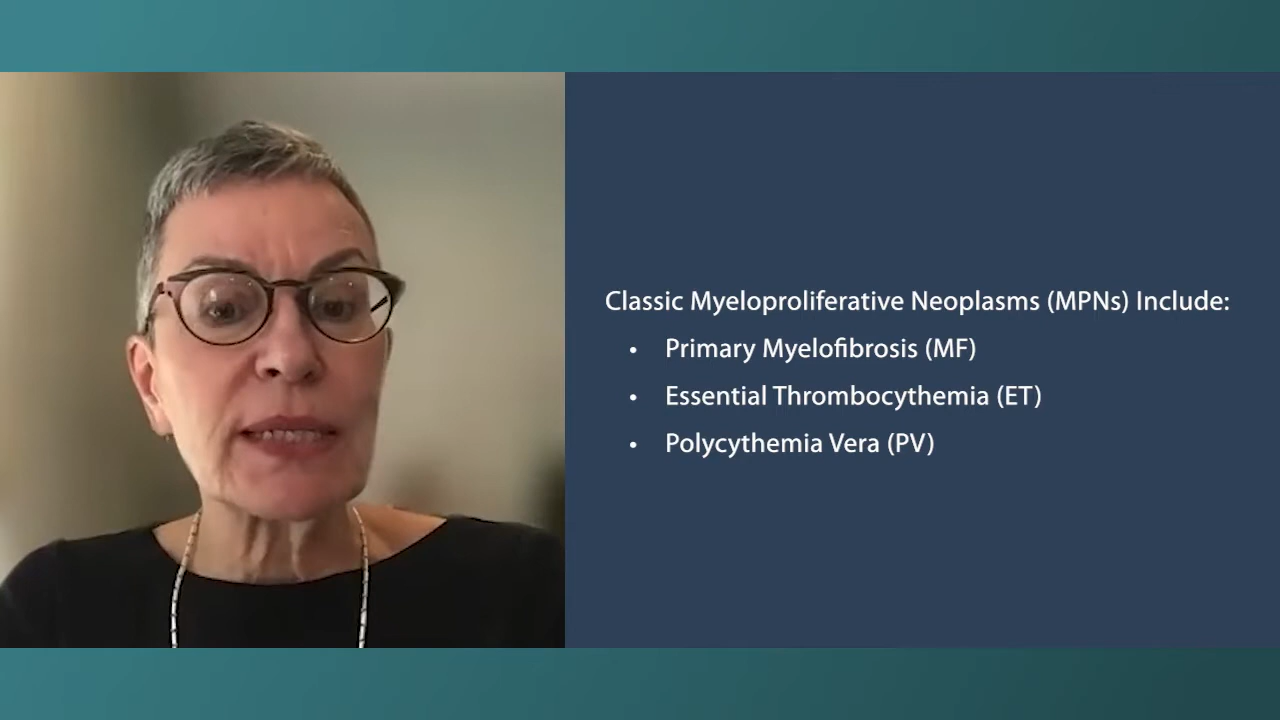 Classic Myeloproliferative Neoplasms (MPNs) Include:
• Primary Myelofibrosis (MF)
• Essential Thrombocythemia (ET)
• Polycythemia Vera (PV)